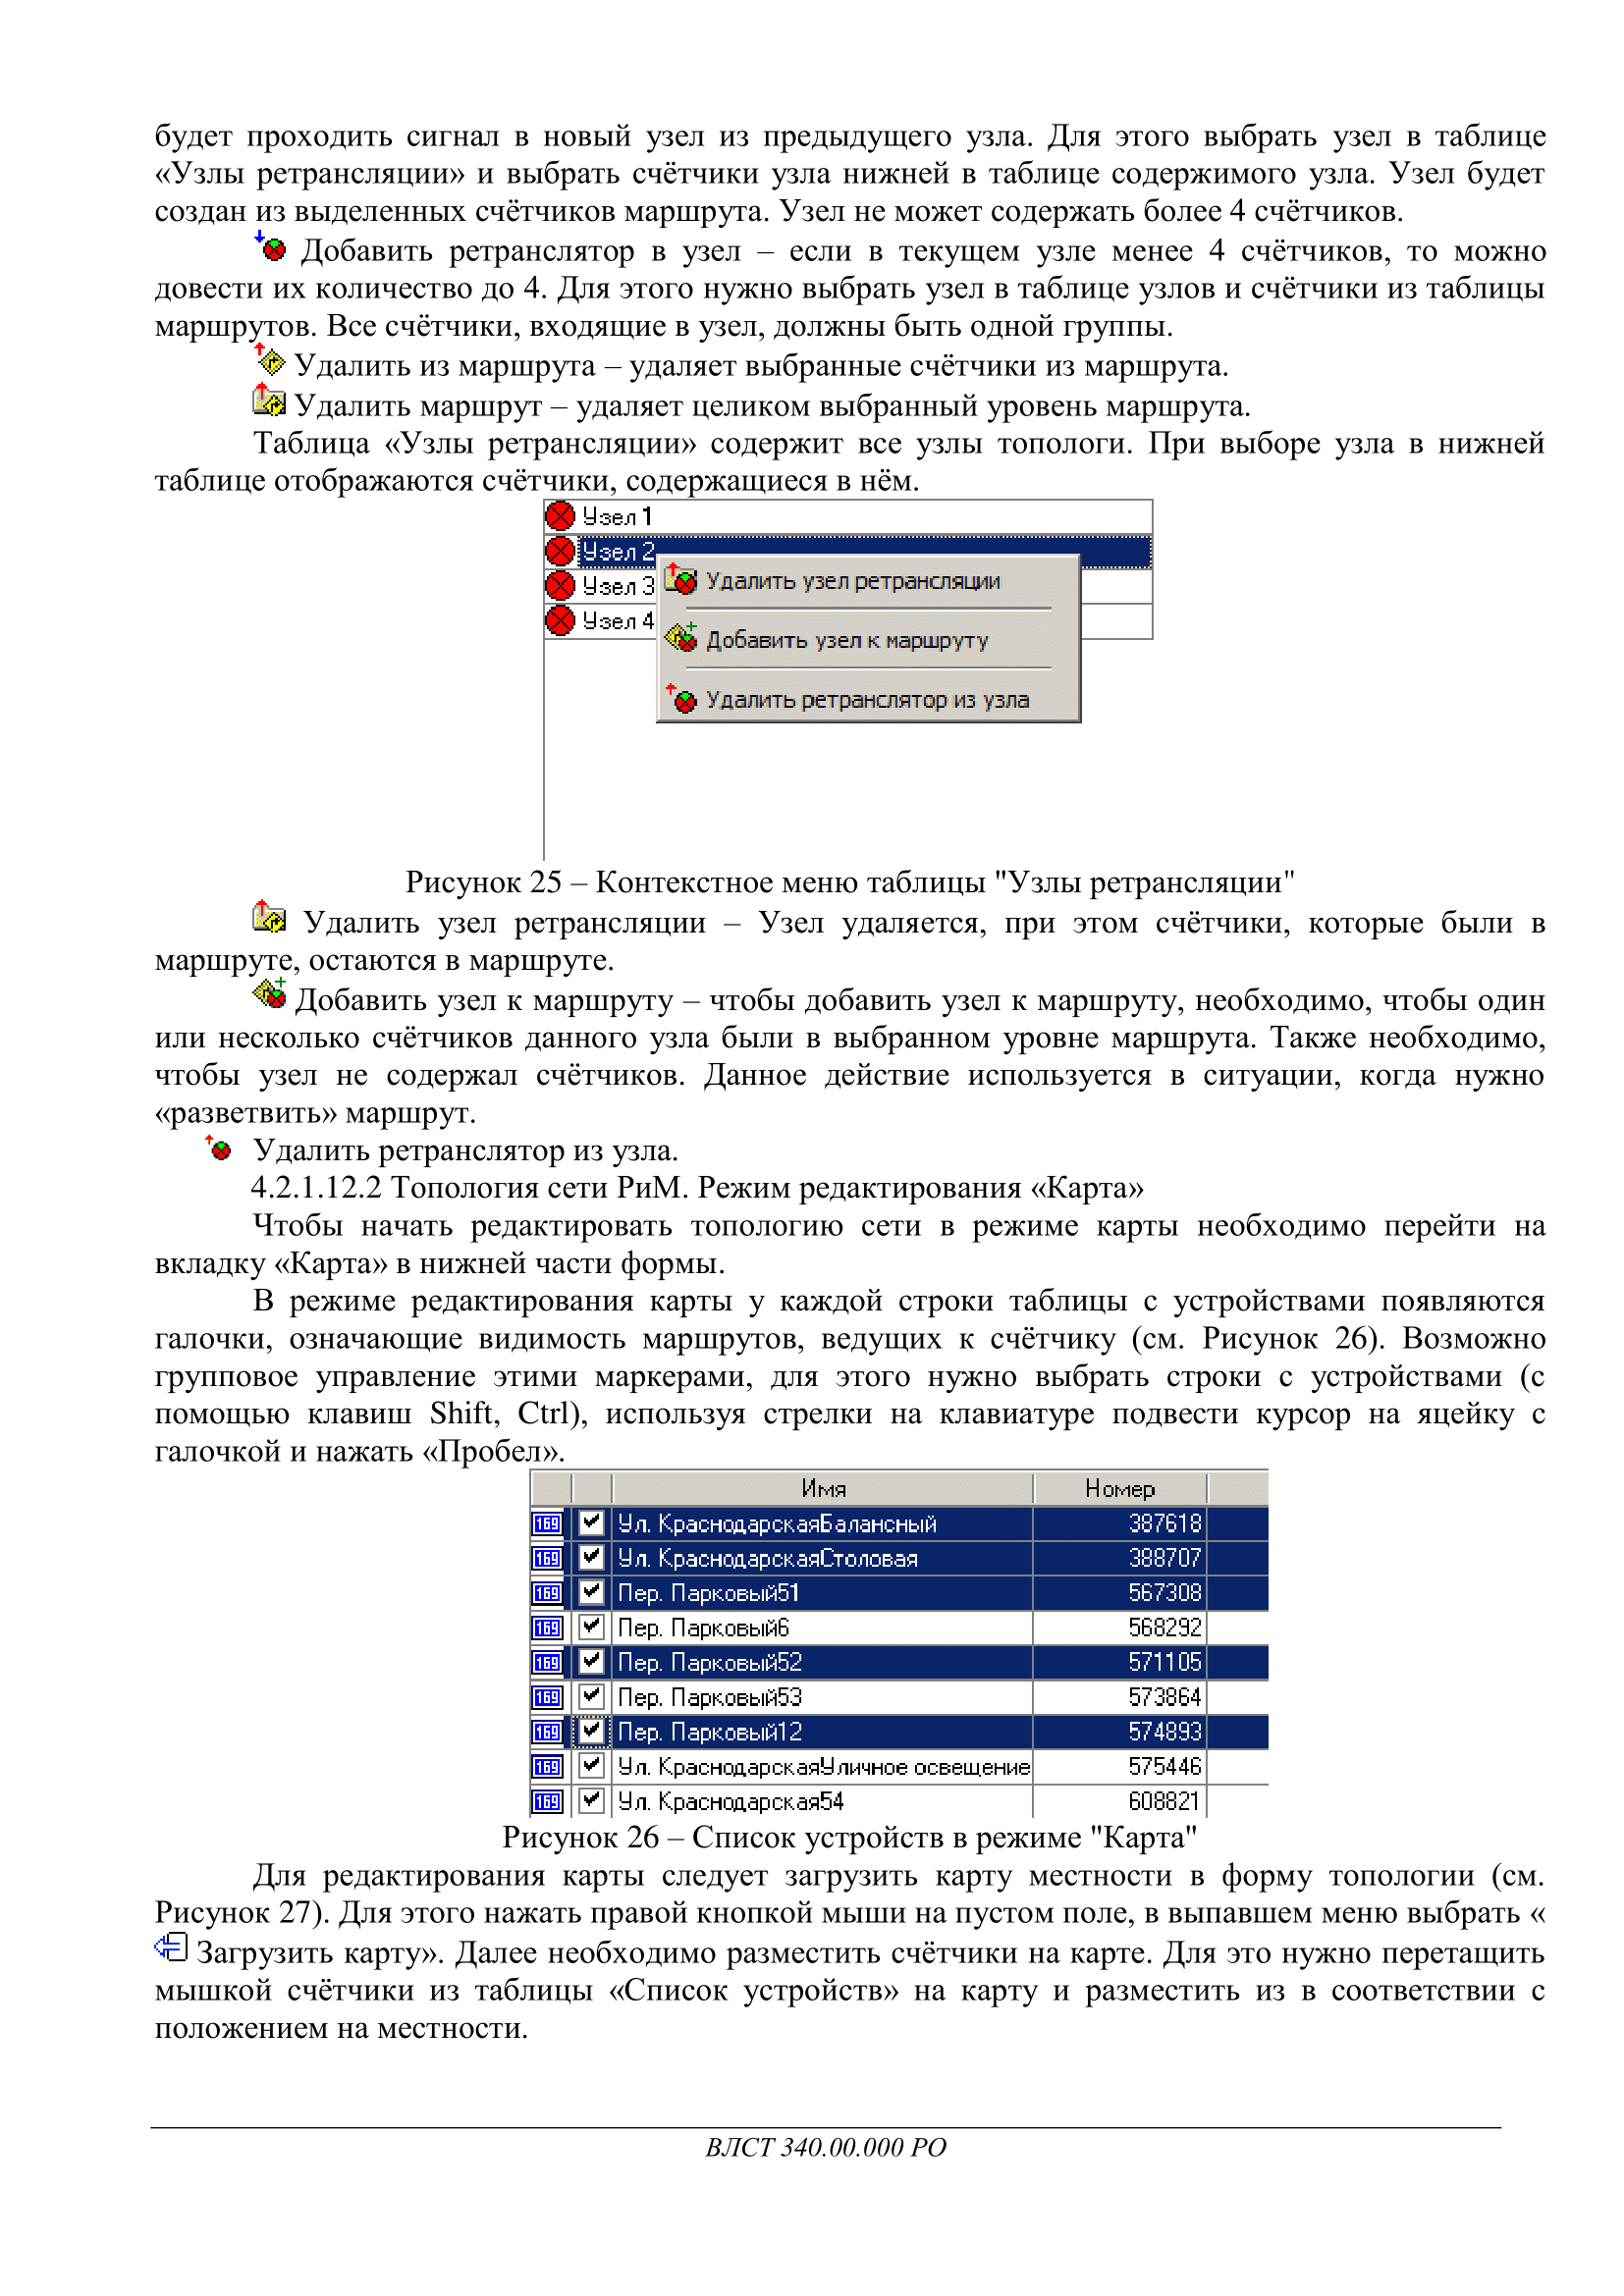 будет проходить сигнал в новый узел из предыдущего узла. Для этого выбрать узел в таблице
«Узлы ретрансляции» и выбрать счётчики узла нижней в таблице содержимого узла. Узел будет
создан из выделенных счётчиков маршрута. Узел не может содержать более 4 счётчиков.
Добавить ретранслятор в узел – если в текущем узле менее 4 счётчиков, то можно
довести их количество до 4. Для этого нужно выбрать узел в таблице узлов и счётчики из таблицы
маршрутов. Все счётчики, входящие в узел, должны быть одной группы.
Удалить из маршрута – удаляет выбранные счётчики из маршрута.
Удалить маршрут – удаляет целиком выбранный уровень маршрута.
Таблица «Узлы ретрансляции» содержит все узлы топологи. При выборе узла в нижней
таблице отображаются счётчики, содержащиеся в нём.
Узел 1
Узел 2
Узел 3
Узел 4
Удалить узел ретрансляции
Добавить узел к маршруту
Удалить ретранслятор из узла
Рисунок 25 – Контекстное меню таблицы "Узлы ретрансляции"
Удалить узел ретрансляции – Узел удаляется, при этом счётчики, которые были в
маршруте, остаются в маршруте.
Добавить узел к маршруту – чтобы добавить узел к маршруту, необходимо, чтобы один
или несколько счётчиков данного узла были в выбранном уровне маршрута. Также необходимо,
чтобы узел не содержал счётчиков. Данное действие используется в ситуации, когда нужно
«разветвить» маршрут.
Удалить ретранслятор из узла.
4.2.1.12.2 Топология сети РиМ. Режим редактирования «Карта»
Чтобы начать редактировать топологию сети в режиме карты необходимо перейти на
вкладку «Карта» в нижней части формы.
В режиме редактирования карты у каждой строки таблицы с устройствами появляются
галочки, означающие видимость маршрутов, ведущих к счётчику (см. Рисунок 26). Возможно
групповое управление этими маркерами, для этого нужно выбрать строки с устройствами (с
помощью клавиш Shift, Ctrl), используя стрелки на клавиатуре подвести курсор на яцейку с
галочкой и нажать «Пробел».
Имя Номер
169 Ул. КраснодарскаяБалансный 387618
169 Ул. КраснодарскаяСтоловая 388707
169 Пер. Парковый51 567308
169 Пер. Парковый6 568292
169 Пер. Парковый52 571105
169 Пер. Парковый53 573864
169 Пер. Парковый12 574893
169 Ул. КраснодарскаяУличное освещение 575446
169 Ул. Краснодарская54 608821
Рисунок 26 – Список устройств в режиме "Карта"
Для редактирования карты следует загрузить карту местности в форму топологии (см.
Рисунок 27). Для этого нажать правой кнопкой мыши на пустом поле, в выпавшем меню выбрать «
Загрузить карту». Далее необходимо разместить счётчики на карте. Для это нужно перетащить
мышкой счётчики из таблицы «Список устройств» на карту и разместить из в соответствии с
положением на местности.
ВЛСТ 340.00.000 РО